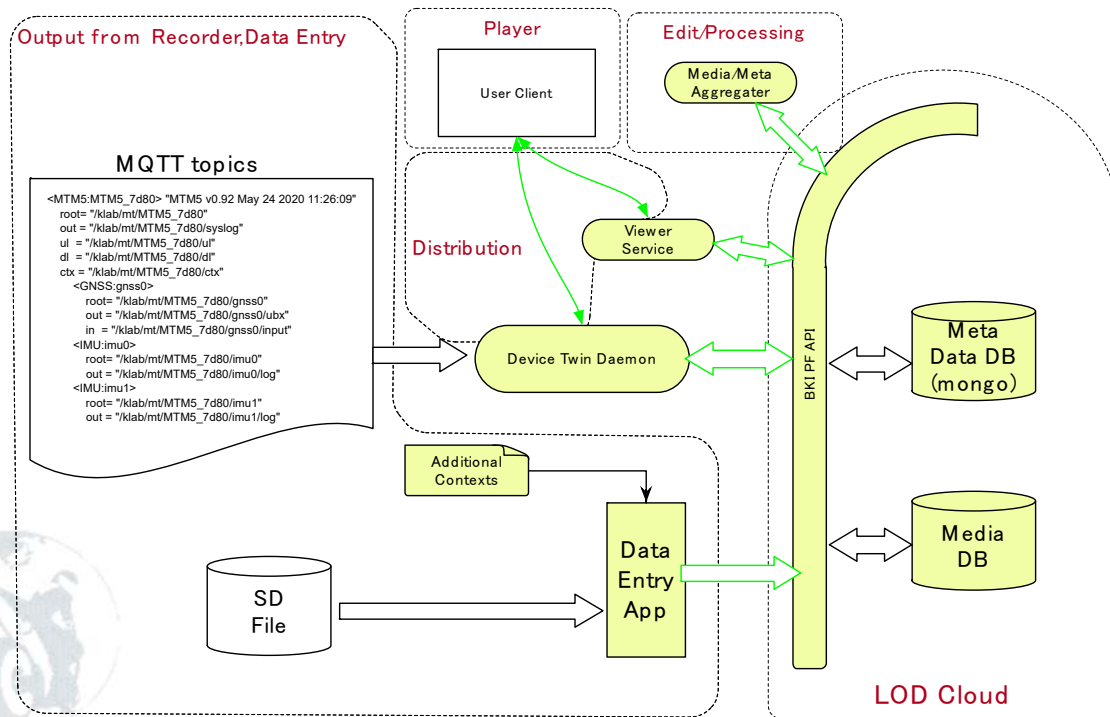 Output from Recorder,Data Entry
Player
User Client
Edit/Processing
Media/Meta
Aggregater
MQTT topics
<MTM5:MTM5_7d80> "MTM5 v0.92 May 24 2020 11:26:09"
root= "/klab/mt/MTM5_7d80"
out = "/klab/mt/MTM5_7d80/syslog"
ul = "/klab/mt/MTM5_7d80/ul"
dl = "/klab/mt/MTM5_7d80/dl"
ctx = "/klab/mt/MTM5_7d80/ctx"
<GNSS:gnss0>
root= "/klab/mt/MTM5_7d80/gnss0"
out = "/klab/mt/MTM5_7d80/gnss0/ubx"
in = "/klab/mt/MTM5_7d80/gnss0/input"
<IMU:imu0>
root= "/klab/mt/MTM5_7d80/imu0"
out = "/klab/mt/MTM5_7d80/imu0/log"
<IMU:imu1>
root= "/klab/mt/MTM5_7d80/imu1"
out = "/klab/mt/MTM5_7d80/imu1/log"
Distribution
Viewer
Service
Device Twin Daemon
BKI PF API
Meta
Data DB
(mongo)
Additional
Contexts
Data
Entry
App
SD
File
Media
DB
LOD Cloud